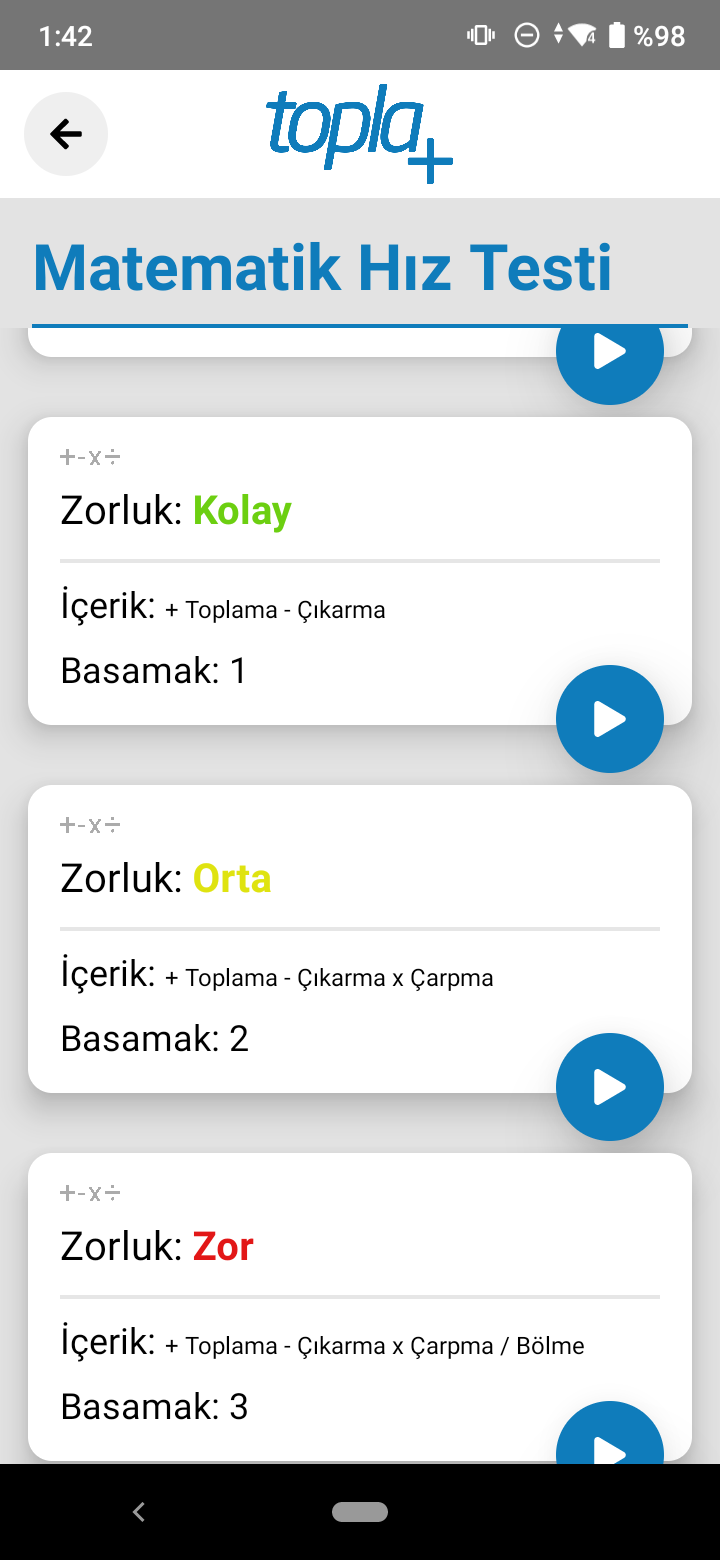 1:42
4
%98
topla+
Matematik Hız Testi
+-x÷
Zorluk: Kolay
İçerik: + Toplama - Çıkarma
Basamak: 1
+-x÷
Zorluk: Orta
İçerik: + Toplama - Çıkarma x Çarpma
Basamak: 2
+-x÷
Zorluk: Zor
İçerik: + Toplama - Çıkarma x Çarpma / Bölme
Basamak: 3